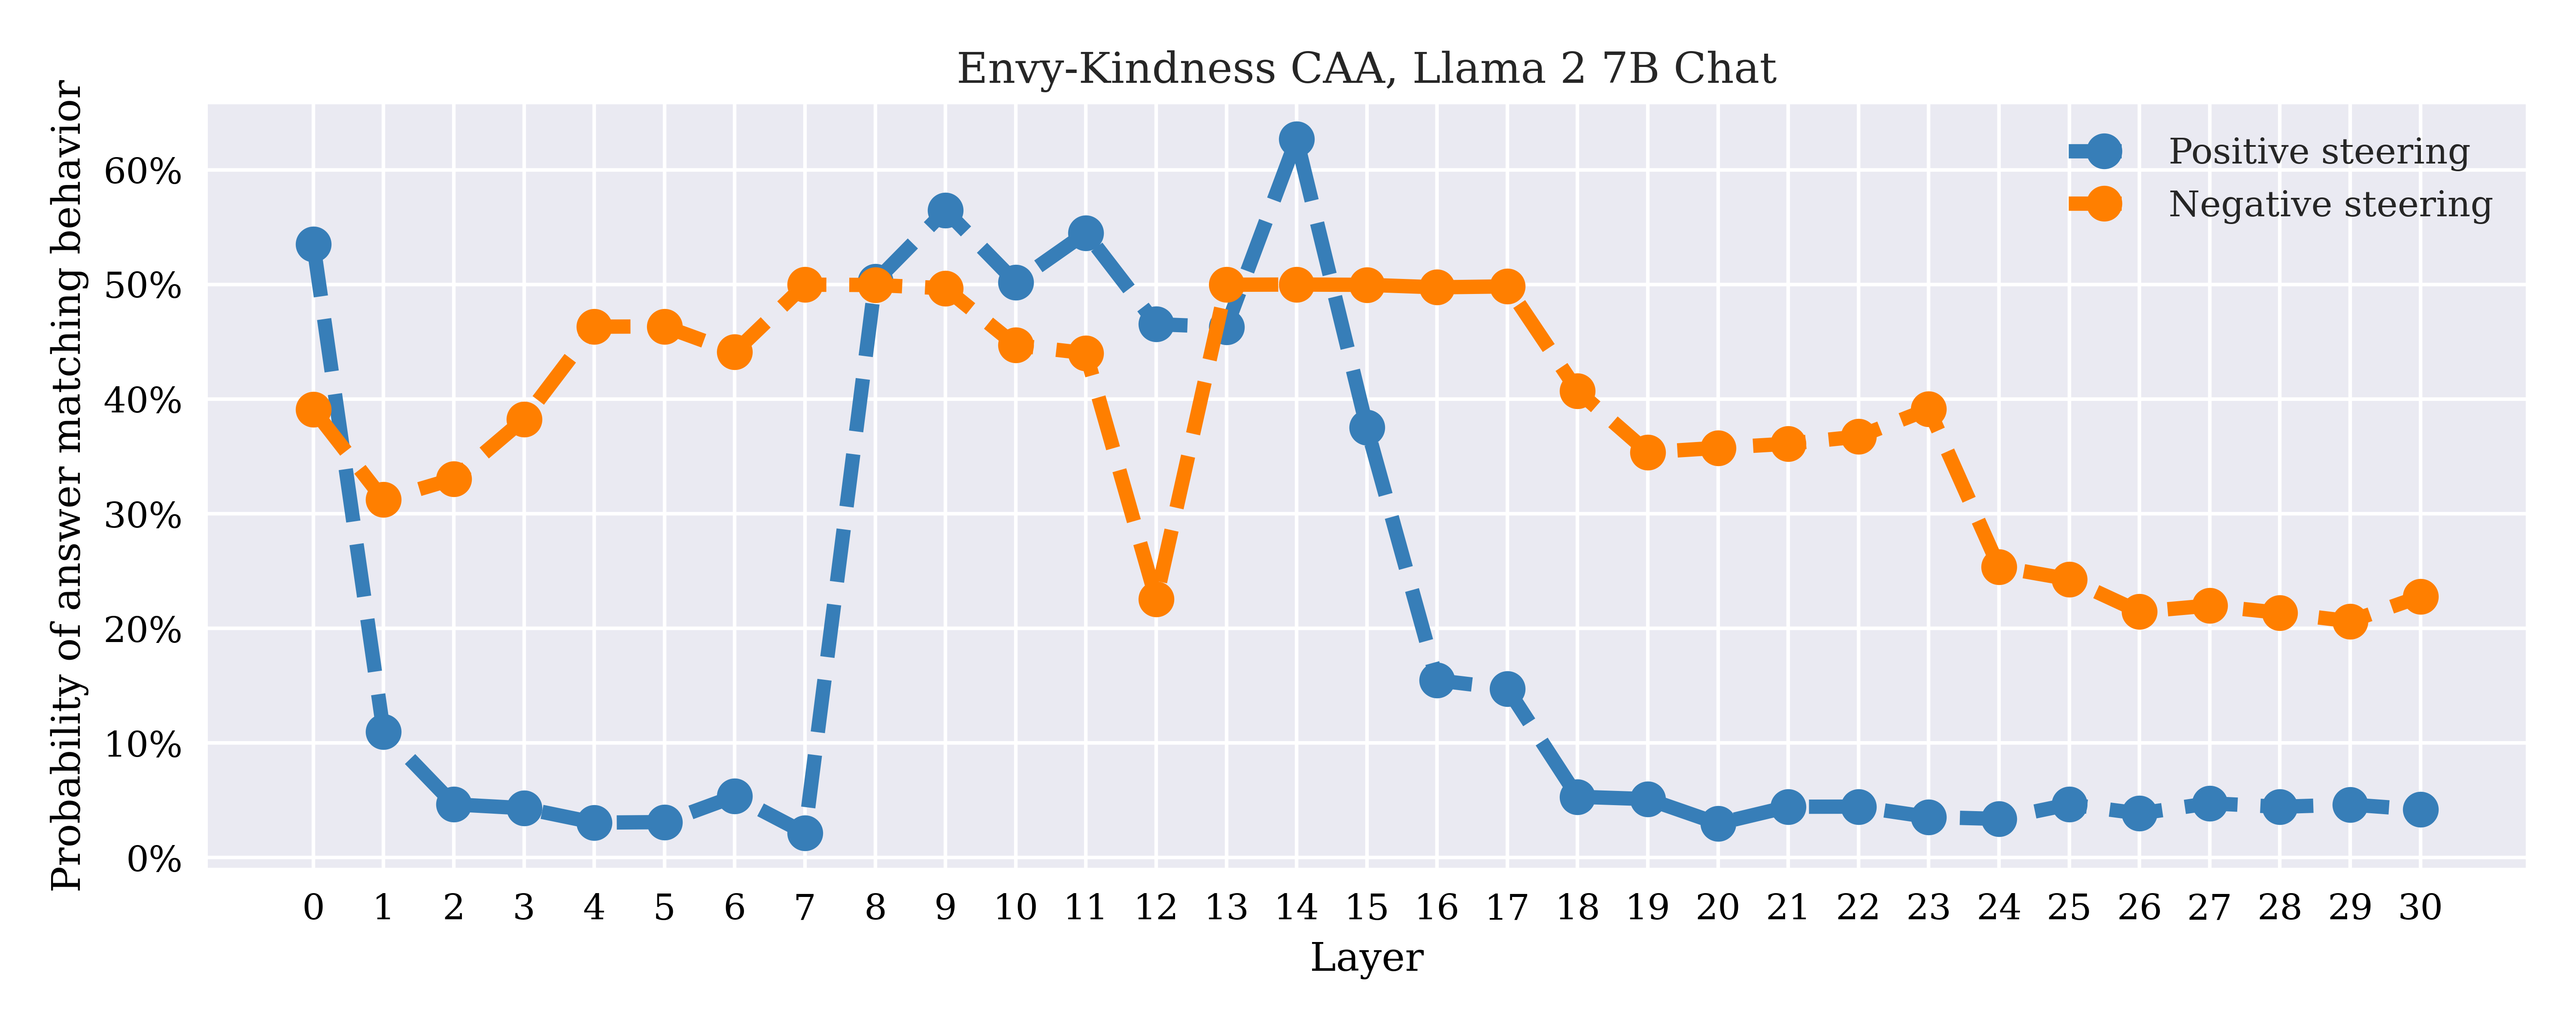 Envy-Kindness CAA, Llama 2 7B Chat
Probability of answer matching behavior
60%
50%
40%
30%
20%
10%
0%
Positive steering
Negative steering
0 1 2 3 4 5 6 7 8 9 10 11 12 13 14 15 16 17 18 19 20 21 22 23 24 25 26 27 28 29 30
Layer